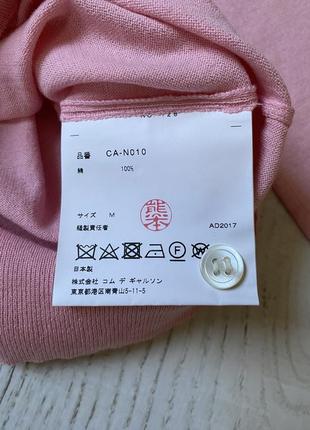 品番 CA-N010
綿 100%
サイズ M
熊本
縫製責任者
AD2017
F
日本製
株式会社 コム デ ギャルソン
東京都港区南青山5-11-5